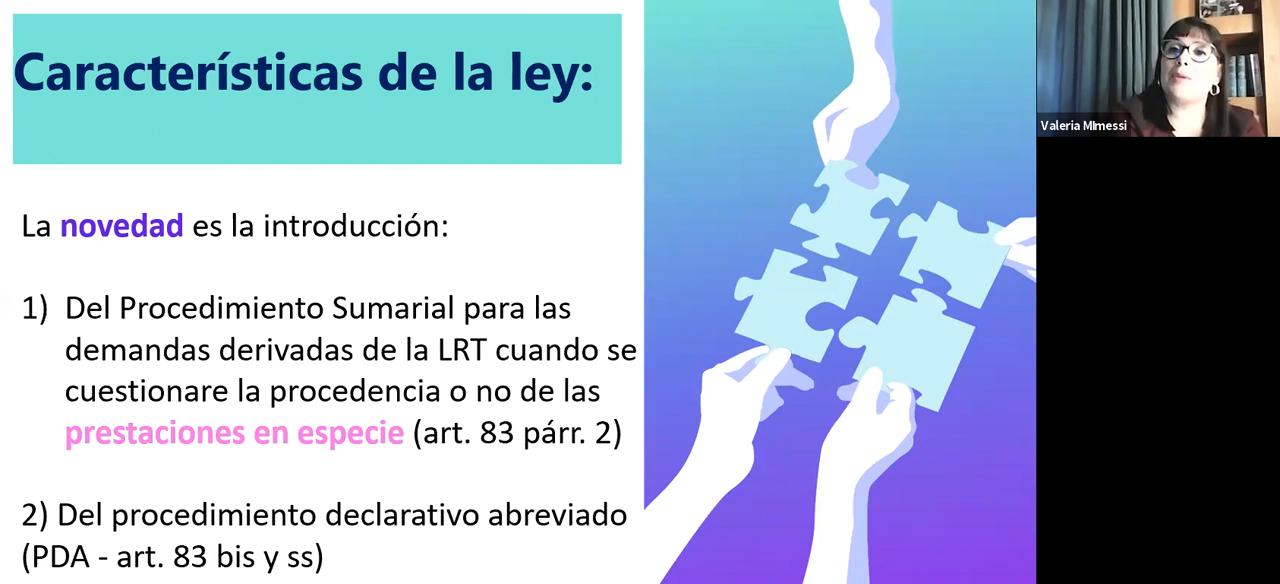 Características de la ley:
La novedad es la introducción:
1) Del Procedimiento Sumarial para las
demandas derivadas de la LRT cuando se
cuestionare la procedencia o no de las
prestaciones en especie (art. 83 párr. 2)
2) Del procedimiento declarativo abreviado
(PDA - art. 83 bis y ss)
Valeria MImessi